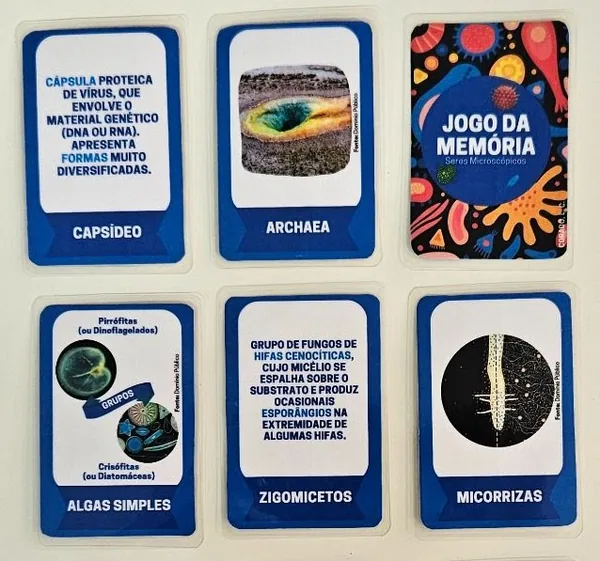 CÁPSULA PROTEICA
DE VÍRUS, QUE
ENVOLVE O
MATERIAL GENÉTICO
(DNA OU RNA).
APRESENTA
FORMAS MUITO
DIVERSIFICADAS.
CAPSÍDEO
Fonte: Domínio Público
ARCHAEA
JOGO DA
MEMÓRIA
Seres Microscópicos
Pirrófitas
(ou Dinoflagelados)
GRUPOS
Fonte: Domínio Público
Crisófitas
(ou Diatomáceas)
ALGAS SIMPLES
GRUPO DE FUNGOS DE
HIFAS CENOCÍTICAS,
CUJO MICÉLIO SE
ESPALHA SOBRE O
SUBSTRATO E PRODUZ
OCASIONAIS
ESPORÂNGIOS NA
EXTREMIDADE DE
ALGUMAS HIFAS.
ZIGOMICETOS
Fonte: Domínio Público
MICORRIZAS